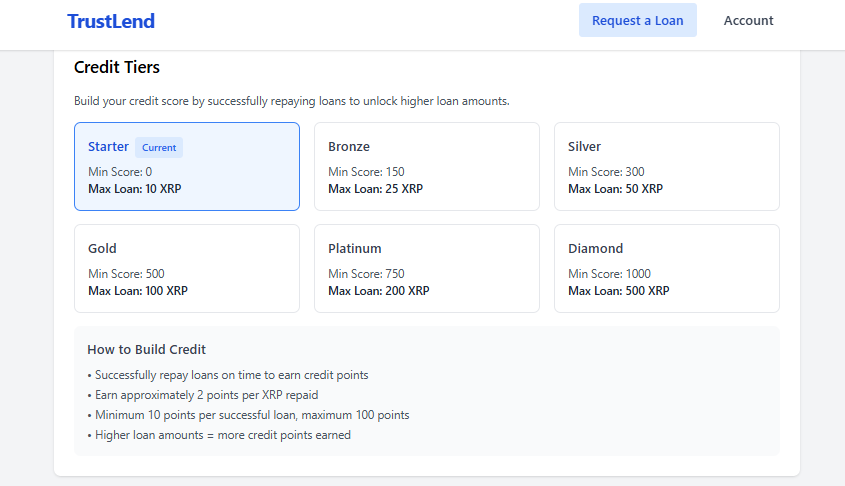 TrustLend
Request a Loan
Account
Credit Tiers
Build your credit score by successfully repaying loans to unlock higher loan amounts.
Starter Current
Min Score: 0
Max Loan: 10 XRP
Bronze
Min Score: 150
Max Loan: 25 XRP
Silver
Min Score: 300
Max Loan: 50 XRP
Gold
Min Score: 500
Max Loan: 100 XRP
Platinum
Min Score: 750
Max Loan: 200 XRP
Diamond
Min Score: 1000
Max Loan: 500 XRP
How to Build Credit
• Successfully repay loans on time to earn credit points
• Earn approximately 2 points per XRP repaid
• Minimum 10 points per successful loan, maximum 100 points
• Higher loan amounts = more credit points earned